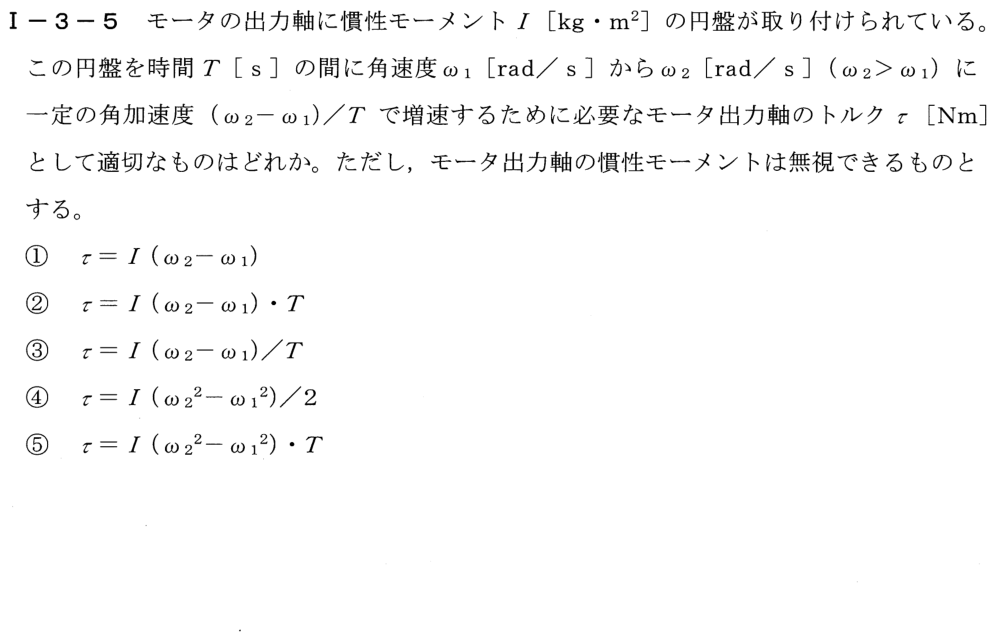 Ⅰ－3－5　モータの出力軸に慣性モーメント I ［kg・m²］の円盤が取り付けられている。
この円盤を時間 T［s］の間に角速度ω₁［rad／s］からω₂［rad／s］（ω₂＞ω₁）に
一定の角加速度（ω₂－ω₁)／T で増速するために必要なモータ出力軸のトルク τ ［Nm］
として適切なものはどれか。ただし，モータ出力軸の慣性モーメントは無視できるものと
する。
① τ＝I（ω₂－ω₁）
② τ＝I（ω₂－ω₁）・T
③ τ＝I（ω₂－ω₁)／T
④ τ＝I（ω₂²－ω₁²)／2
⑤ τ＝I（ω₂²－ω₁²）・T